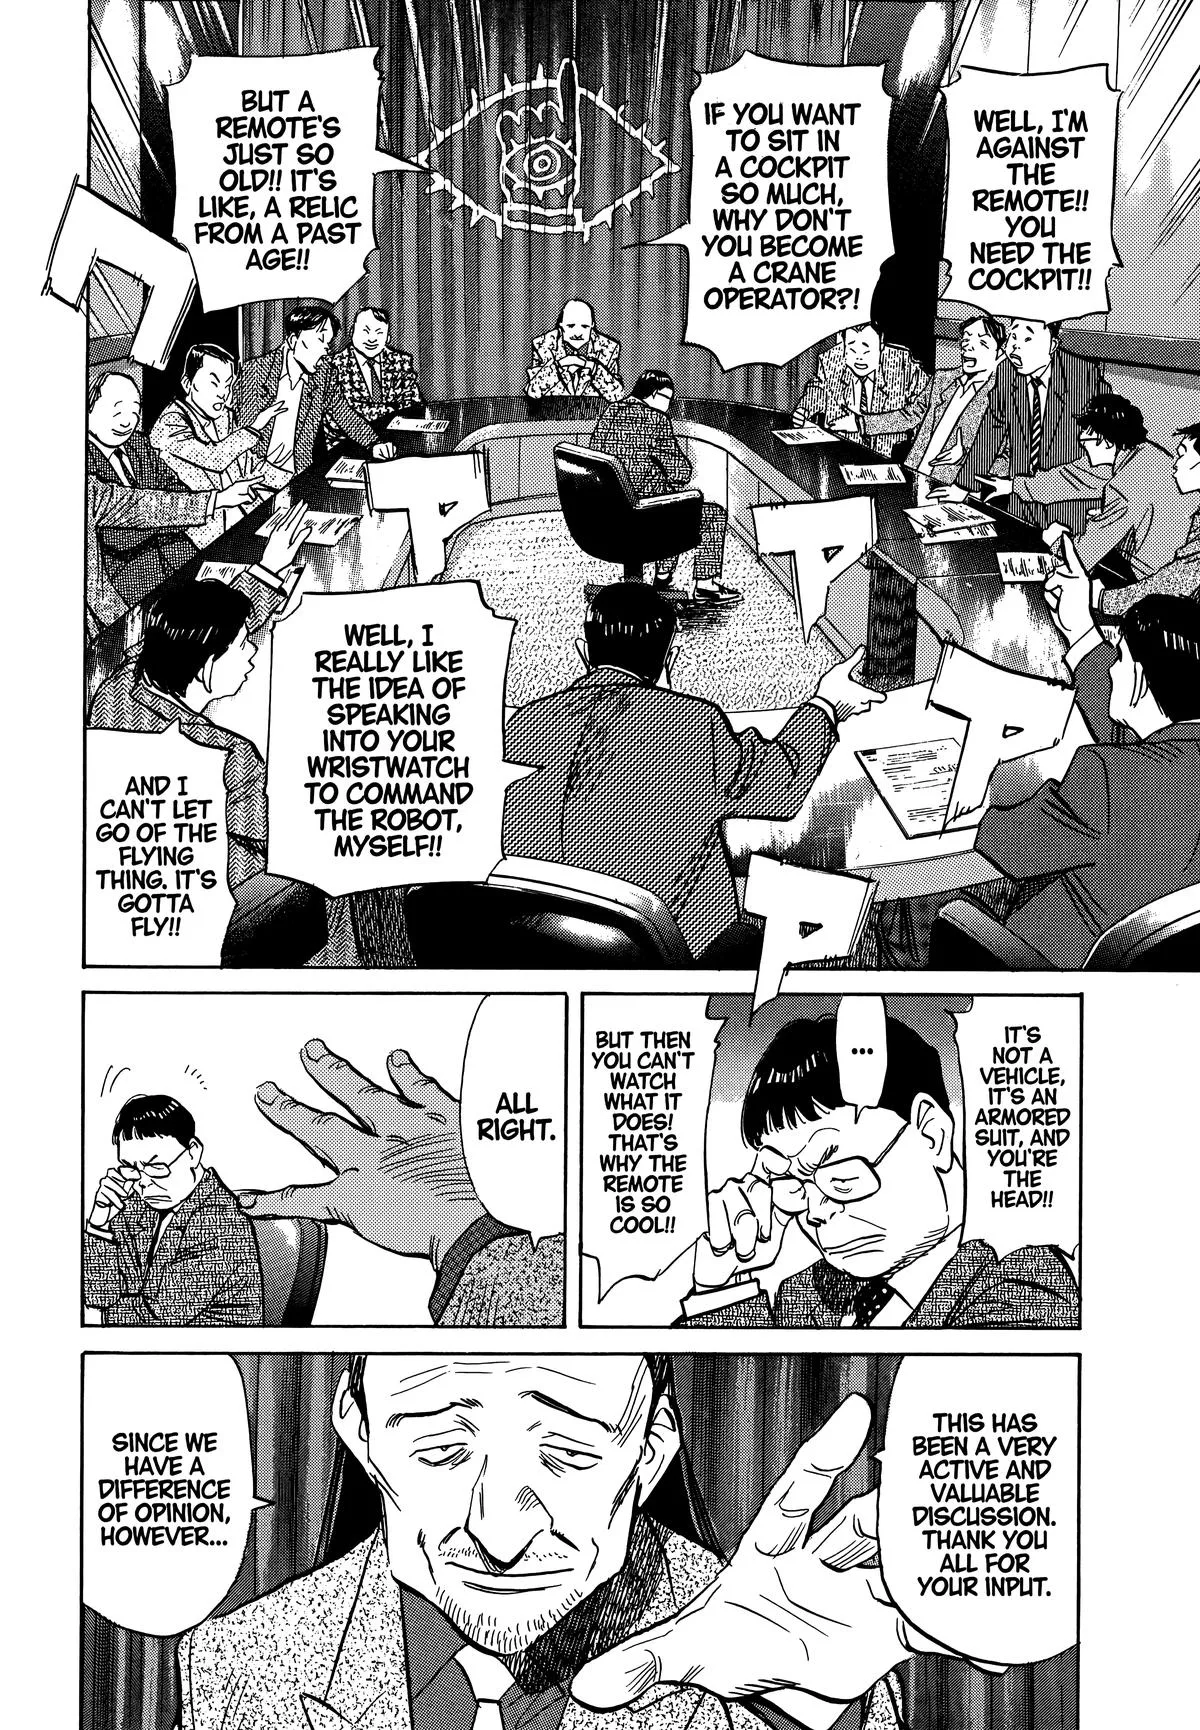 WELL, I'M
AGAINST
THE
REMOTE!!
YOU
NEED THE
COCKPIT!!
IF YOU WANT
TO SIT IN
A COCKPIT
SO MUCH,
WHY DON'T
YOU BECOME
A CRANE
OPERATOR?!
BUT A
REMOTE'S
JUST SO
OLD!! IT'S
LIKE, A RELIC
FROM A PAST
AGE!!
WELL, I
REALLY LIKE
THE IDEA OF
SPEAKING
INTO YOUR
WRISTWATCH
TO COMMAND
THE ROBOT,
MYSELF!!
AND I
CAN'T LET
GO OF THE
FLYING
THING. IT'S
GOTTA
FLY!!
IT'S
NOT A
VEHICLE,
IT'S AN
ARMORED
SUIT, AND
YOU'RE
THE
HEAD!!
...
BUT THEN
YOU CAN'T
WATCH
WHAT IT
DOES!
THAT'S
WHY THE
REMOTE
IS SO
COOL!!
ALL
RIGHT.
THIS HAS
BEEN A VERY
ACTIVE AND
VALUABLE
DISCUSSION.
THANK YOU
ALL FOR
YOUR INPUT.
SINCE WE
HAVE A
DIFFERENCE
OF OPINION,
HOWEVER...